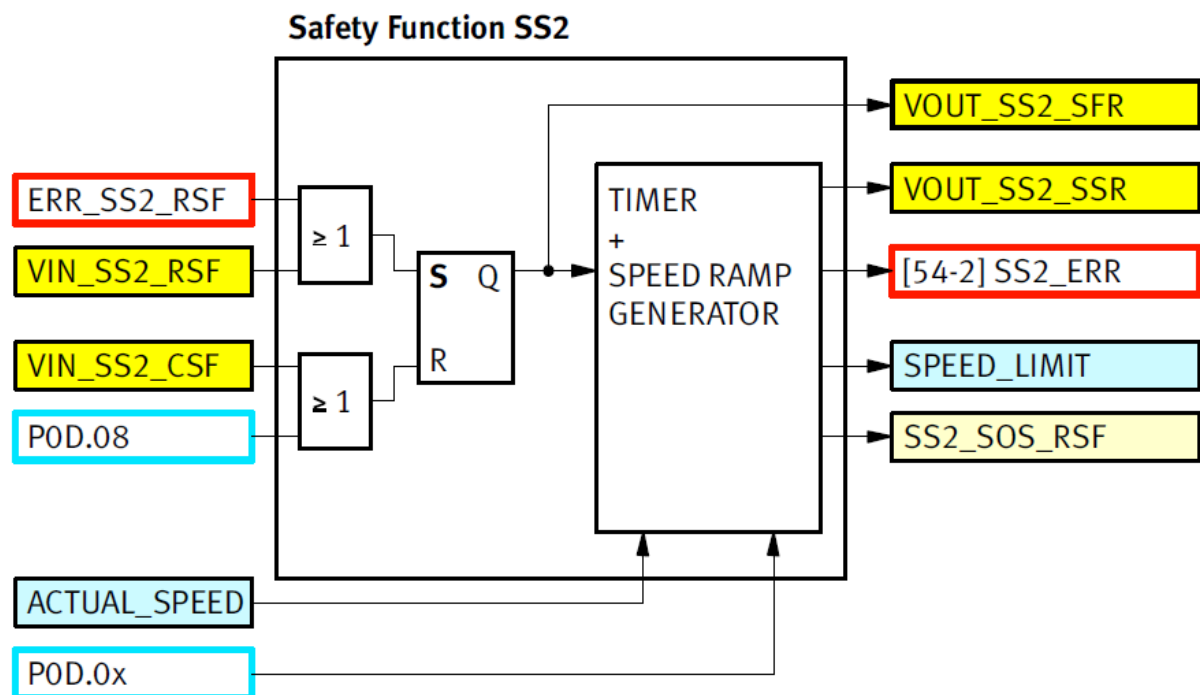 Safety Function SS2
ERR_SS2_RSF
VIN_SS2_RSF
VIN_SS2_CSF
P0D.08
ACTUAL_SPEED
P0D.0x
≥ 1
≥ 1
S Q
R
TIMER
+
SPEED RAMP
GENERATOR
VOUT_SS2_SFR
VOUT_SS2_SSR
[54-2] SS2_ERR
SPEED_LIMIT
SS2_SOS_RSF